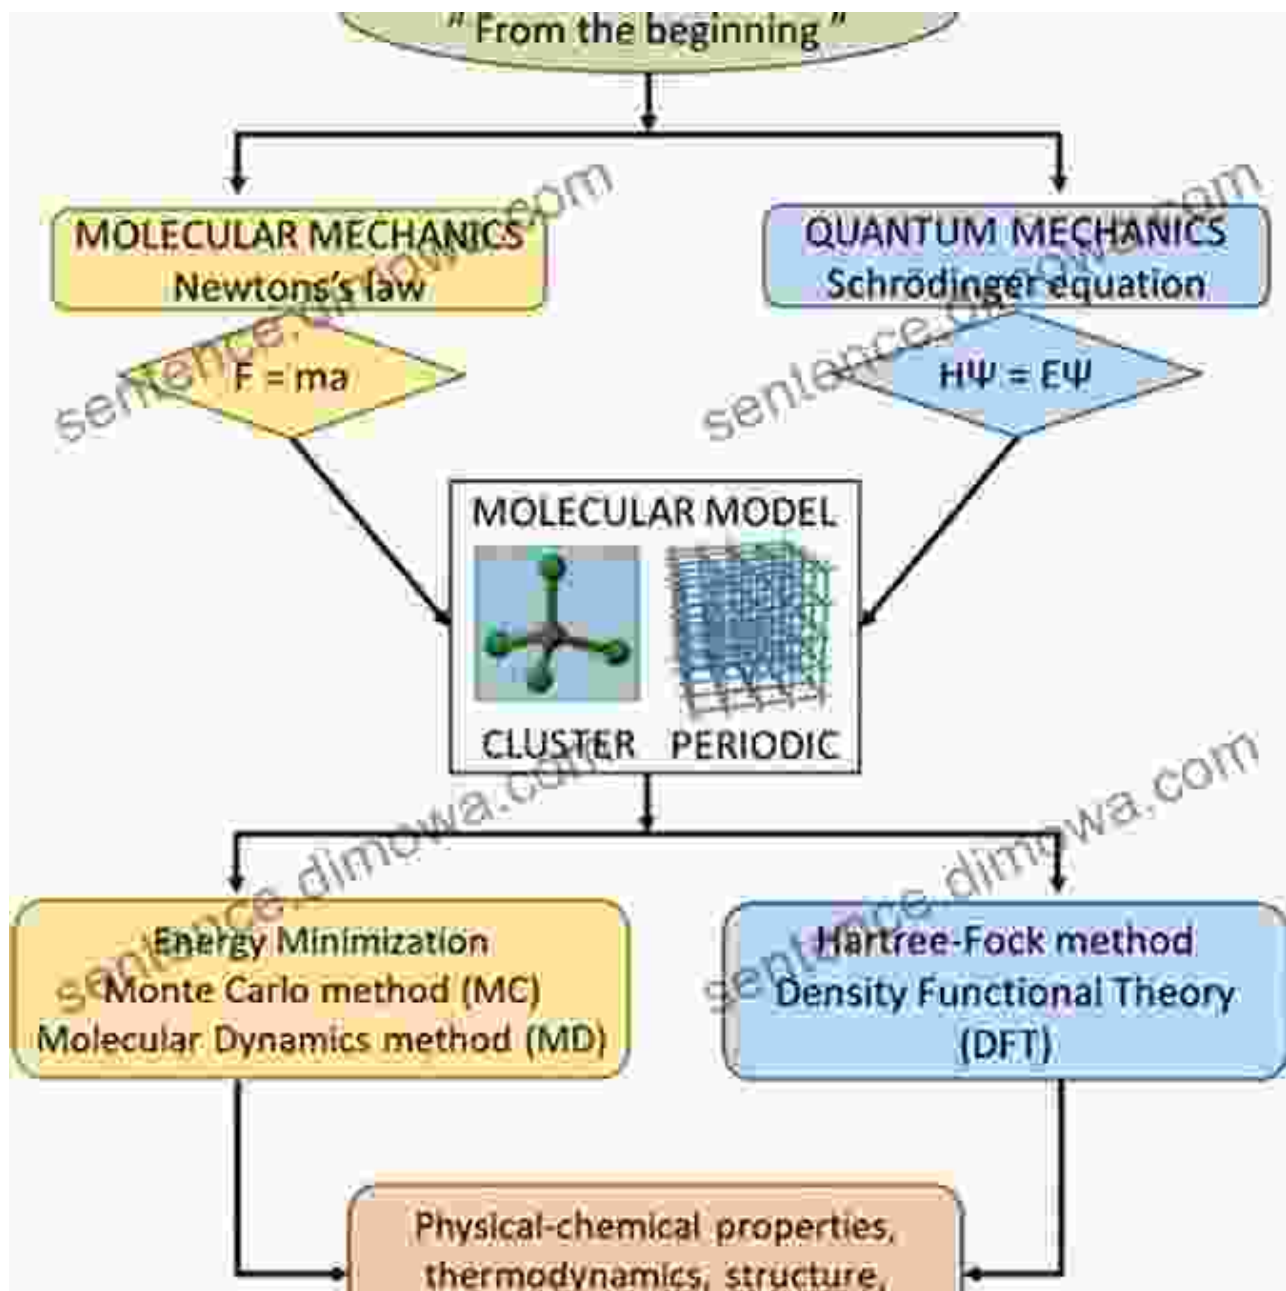 " From the beginning "
MOLECULAR MECHANICS
Newtons's law
F = ma
QUANTUM MECHANICS
Schrödinger equation
HΨ = EΨ
MOLECULAR MODEL
CLUSTER
PERIODIC
Energy Minimization
Monte Carlo method (MC)
Molecular Dynamics method (MD)
Hartree-Fock method
Density Functional Theory
(DFT)
Physical-chemical properties,
thermodynamics, structure,
sentence.dimowa.com
sentence.dimowa.com
sentence.dimowa.com
sentence.dimowa.com